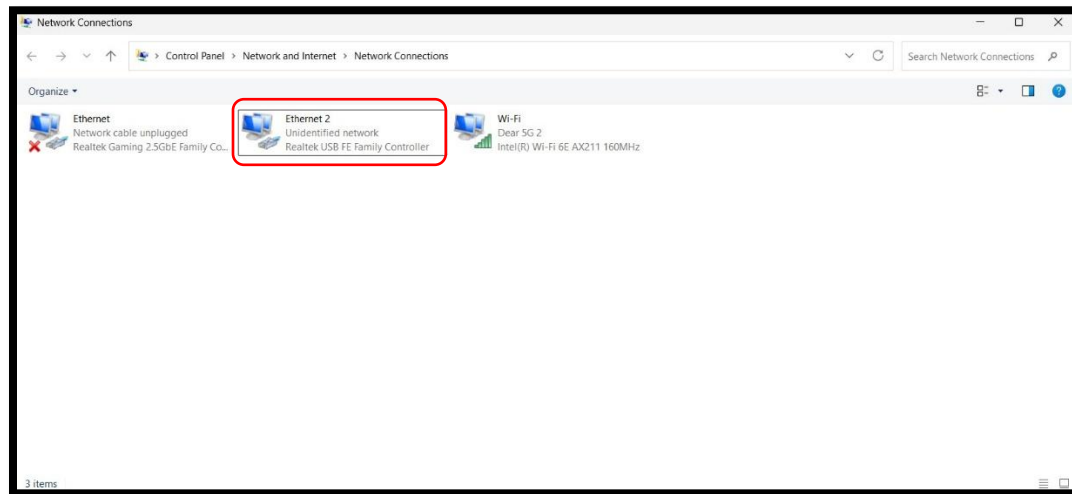 Network Connections
Control Panel > Network and Internet > Network Connections
Search Network Connections
Organize
Ethernet
Network cable unplugged
Realtek Gaming 2.5GbE Family Co...
Ethernet 2
Unidentified network
Realtek USB FE Family Controller
Wi-Fi
Dear 5G 2
Intel(R) Wi-Fi 6E AX211 160MHz
3 items